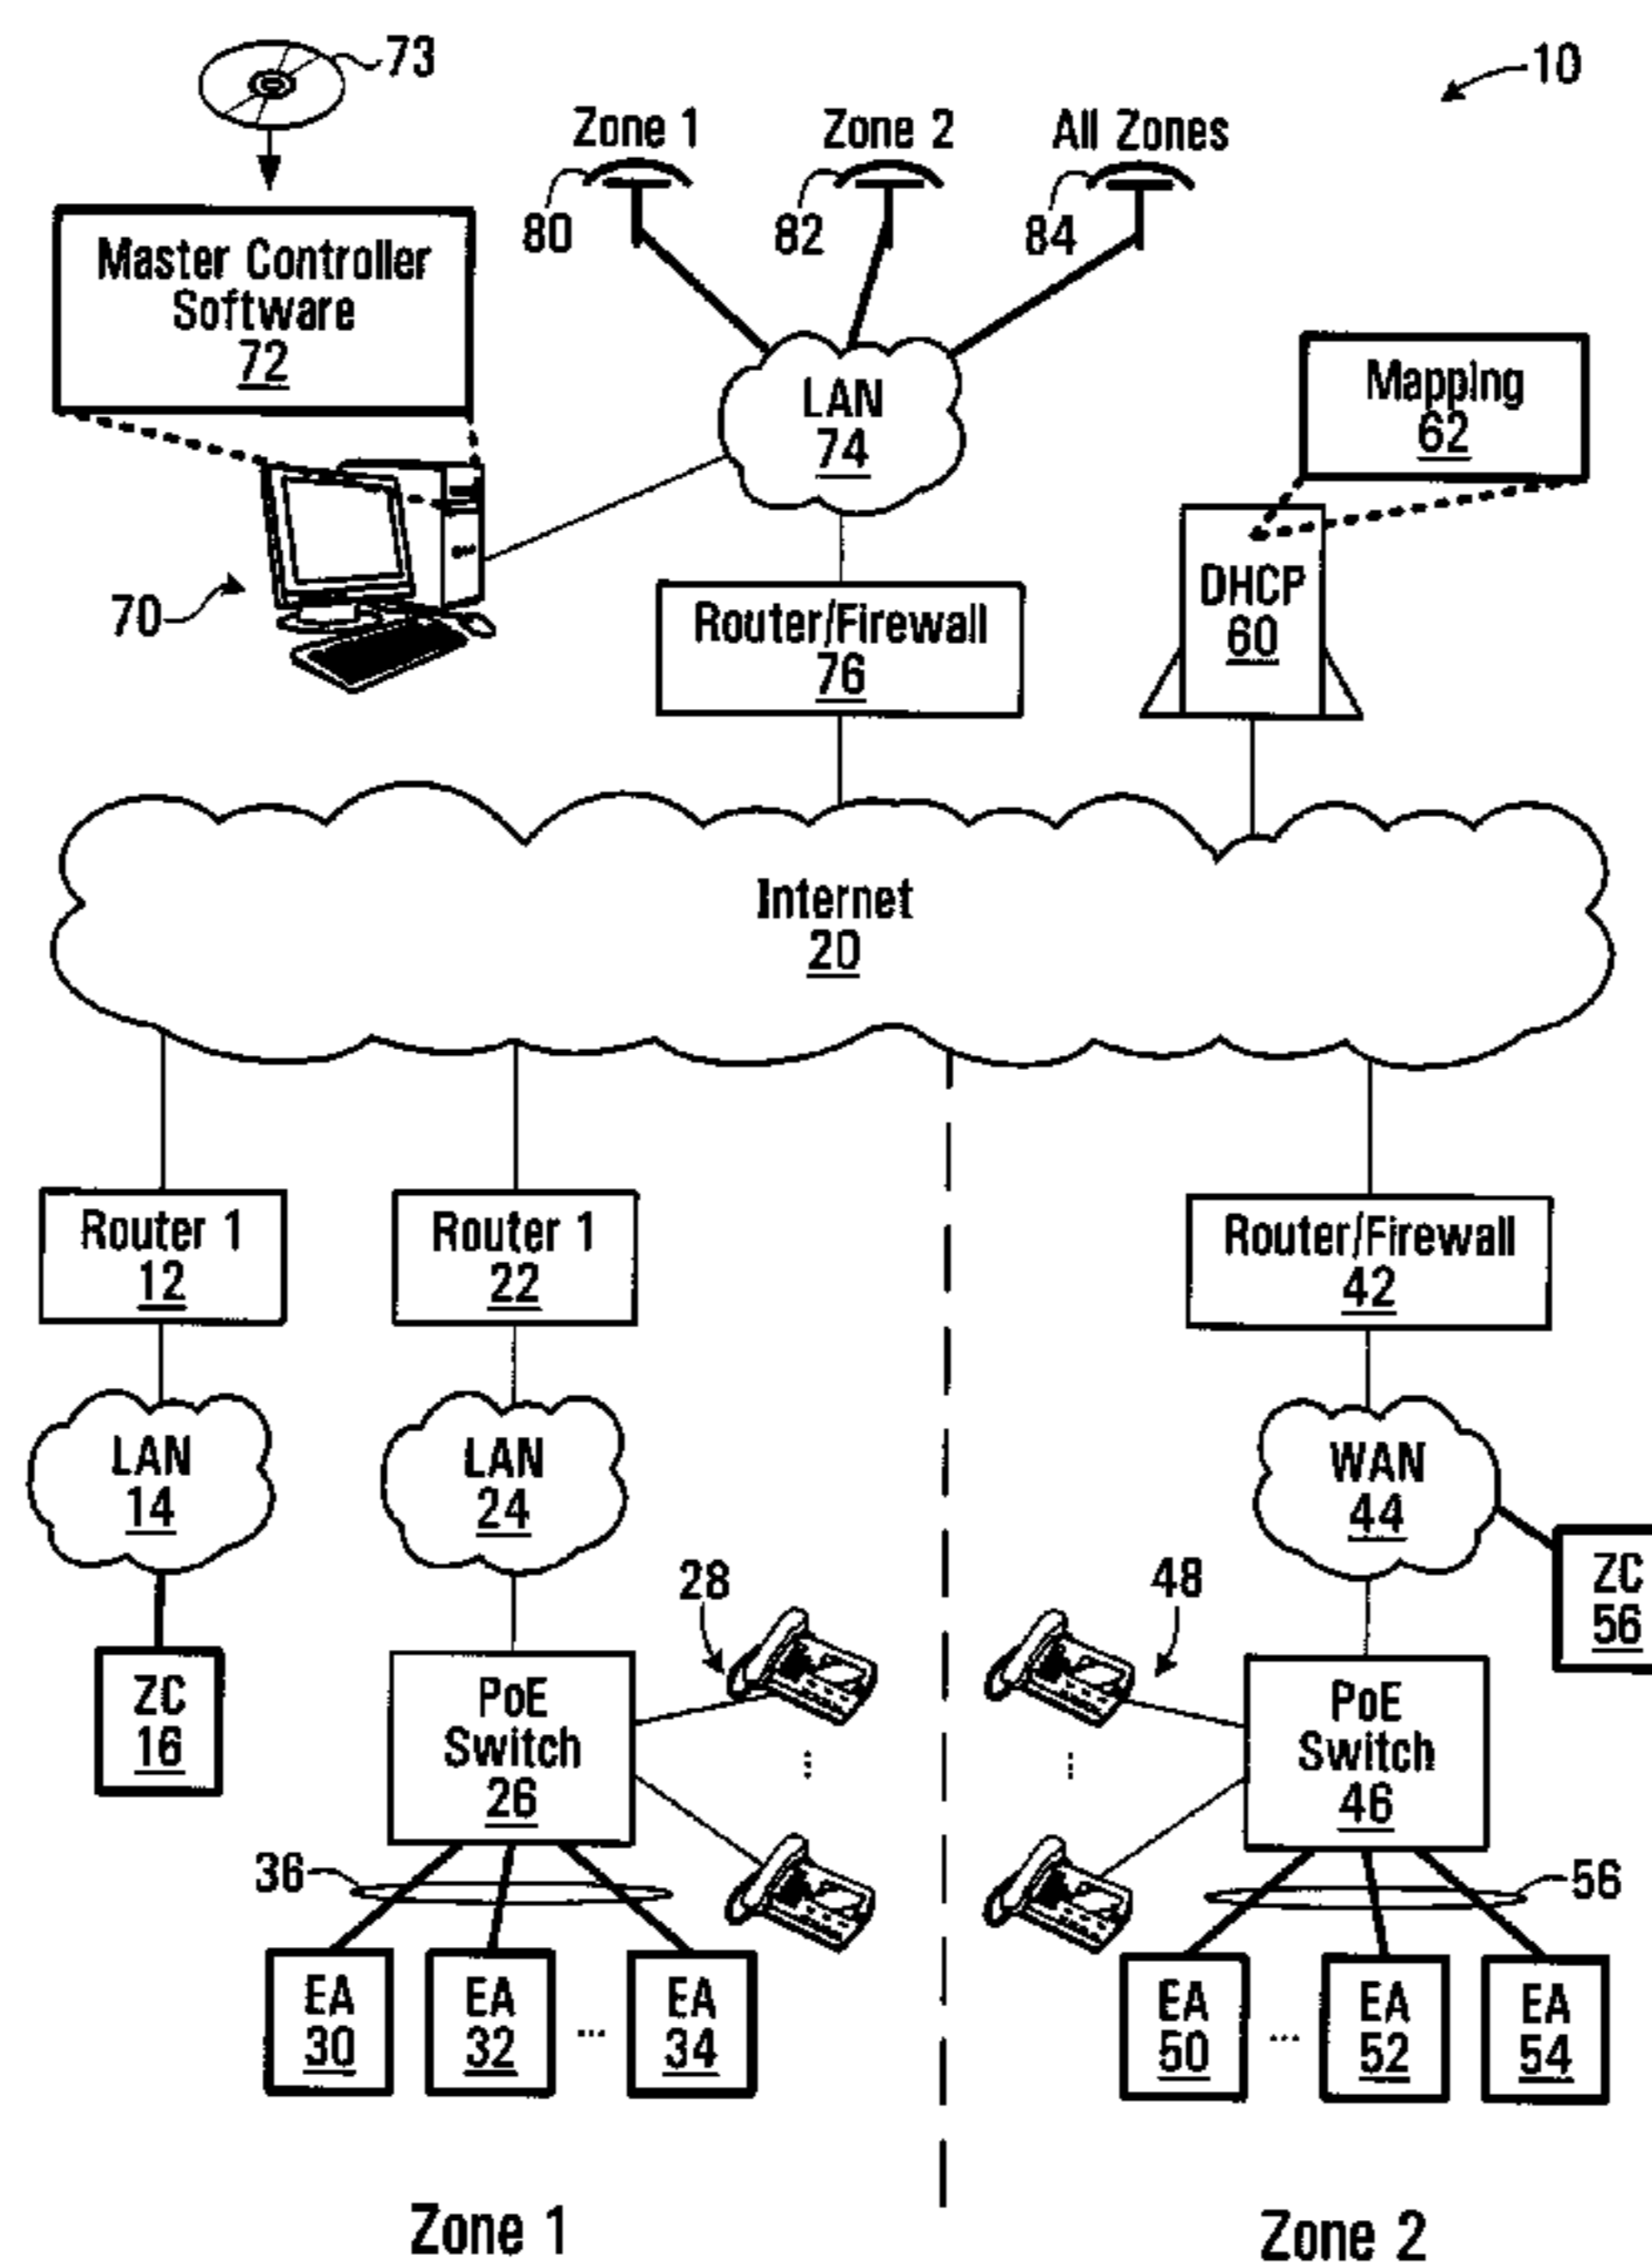 73
10
Zone 1
Zone 2
All Zones
80
82
84
Master Controller
Software
72
LAN
74
Mapping
62
70
Router/Firewall
76
DHCP
60
Internet
20
Router 1
12
Router 1
22
Router/Firewall
42
LAN
14
LAN
24
WAN
44
ZC
56
28
48
ZC
16
PoE
Switch
26
PoE
Switch
46
36
56
EA
30
EA
32
...
EA
34
EA
50
...
EA
52
EA
54
Zone 1
Zone 2